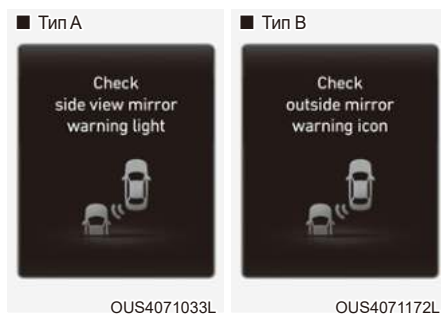 ■ Тип A
Check
side view mirror
warning light
OUS4071033L
■ Тип B
Check
outside mirror
warning icon
OUS4071172L